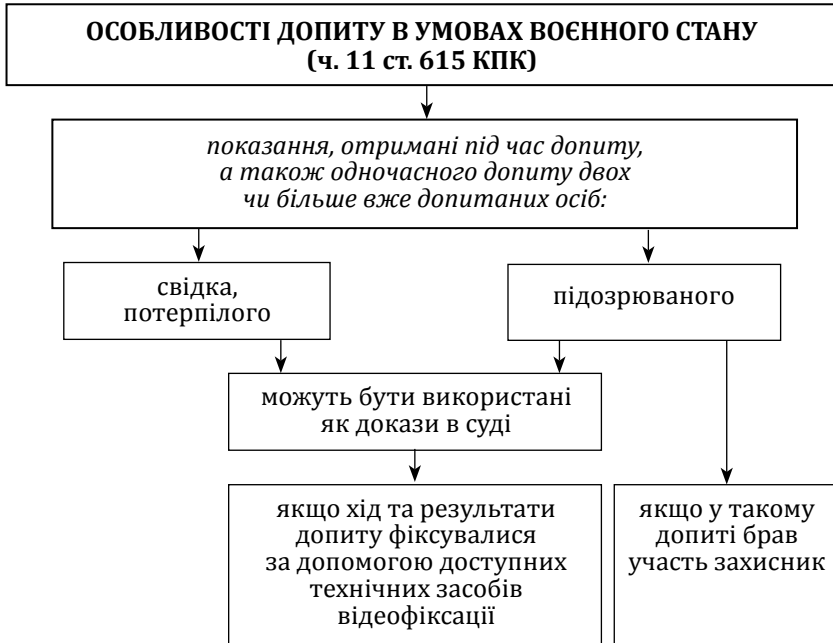 ОСОБЛИВОСТІ ДОПИТУ В УМОВАХ ВОЄННОГО СТАНУ
(ч. 11 ст. 615 КПК)
показання, отримані під час допиту,
а також одночасного допиту двох
чи більше вже допитаних осіб:
свідка,
потерпілого
підозрюваного
можуть бути використані
як докази в суді
якщо хід та результати
допиту фіксувалися
за допомогою доступних
технічних засобів
відеофіксації
якщо у такому
допиті брав
участь захисник